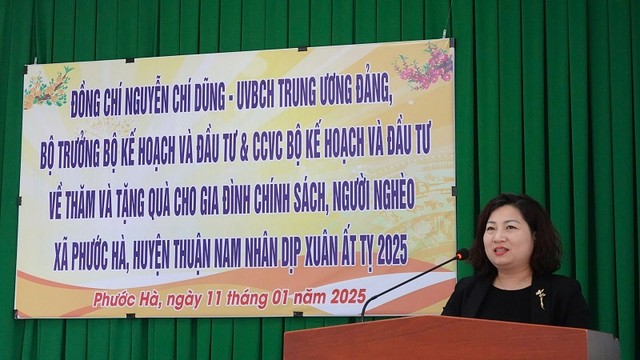 ĐỒNG CHÍ NGUYỄN CHÍ DŨNG - UVBCH TRUNG ƯƠNG ĐẢNG,
BỘ TRƯỞNG BỘ KẾ HOẠCH VÀ ĐẦU TƯ & CCVC BỘ KẾ HOẠCH VÀ ĐẦU TƯ
VỀ THĂM VÀ TẶNG QUÀ CHO GIA ĐÌNH CHÍNH SÁCH, NGƯỜI NGHÈO
XÃ PHƯỚC HÀ, HUYỆN THUẬN NAM NHÂN DỊP XUÂN ẤT TỴ 2025
Phước Hà, ngày 11 tháng 01 năm 2025